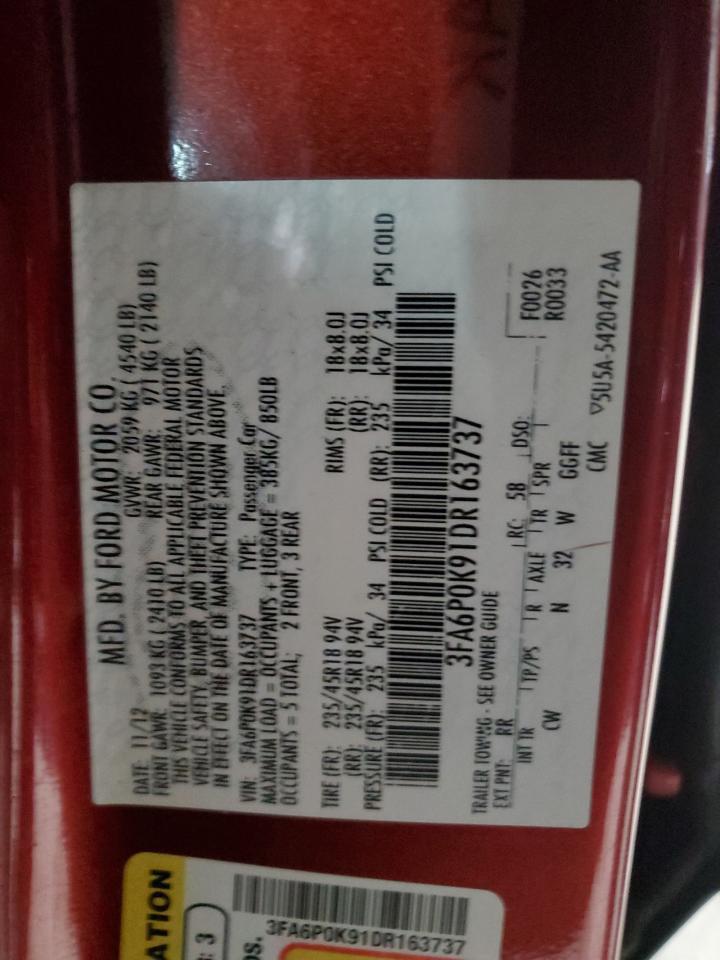 MFD. BY FORD MOTOR CO.
DATE: 11/12 GVWR: 2059 KG ( 4540 LB)
FRONT GAWR: 1093 KG ( 2410 LB) REAR GAWR: 971 KG ( 2140 LB)
THIS VEHICLE CONFORMS TO ALL APPLICABLE FEDERAL MOTOR
VEHICLE SAFETY, BUMPER, AND THEFT PREVENTION STANDARDS
IN EFFECT ON THE DATE OF MANUFACTURE SHOWN ABOVE.
VIN: 3FA6P0K91DR163737 TYPE: Passenger Car
MAXIMUM LOAD = OCCUPANTS + LUGGAGE = 385KG/ 850LB
OCCUPANTS = 5 TOTAL; 2 FRONT, 3 REAR
TIRE (FR): 235/45R18 94V RIMS (FR): 18x8.0J
(RR): 235/45R18 94V (RR): 18x8.0J
PRESSURE (FR): 235 kPa/ 34 PSI COLD (RR): 235 kPa/ 34 PSI COLD
3FA6P0K91DR163737
TRAILER TOWING - SEE OWNER GUIDE
EXT PNT: RR RC: 58 DSO: F0026
INT TR TP/PS R AXLE TR SPR R0033
CW N 32 W GGFF
CMC ▽5U5A-5420472-AA
ATION
: 3
os.
3FA6P0K91DR163737